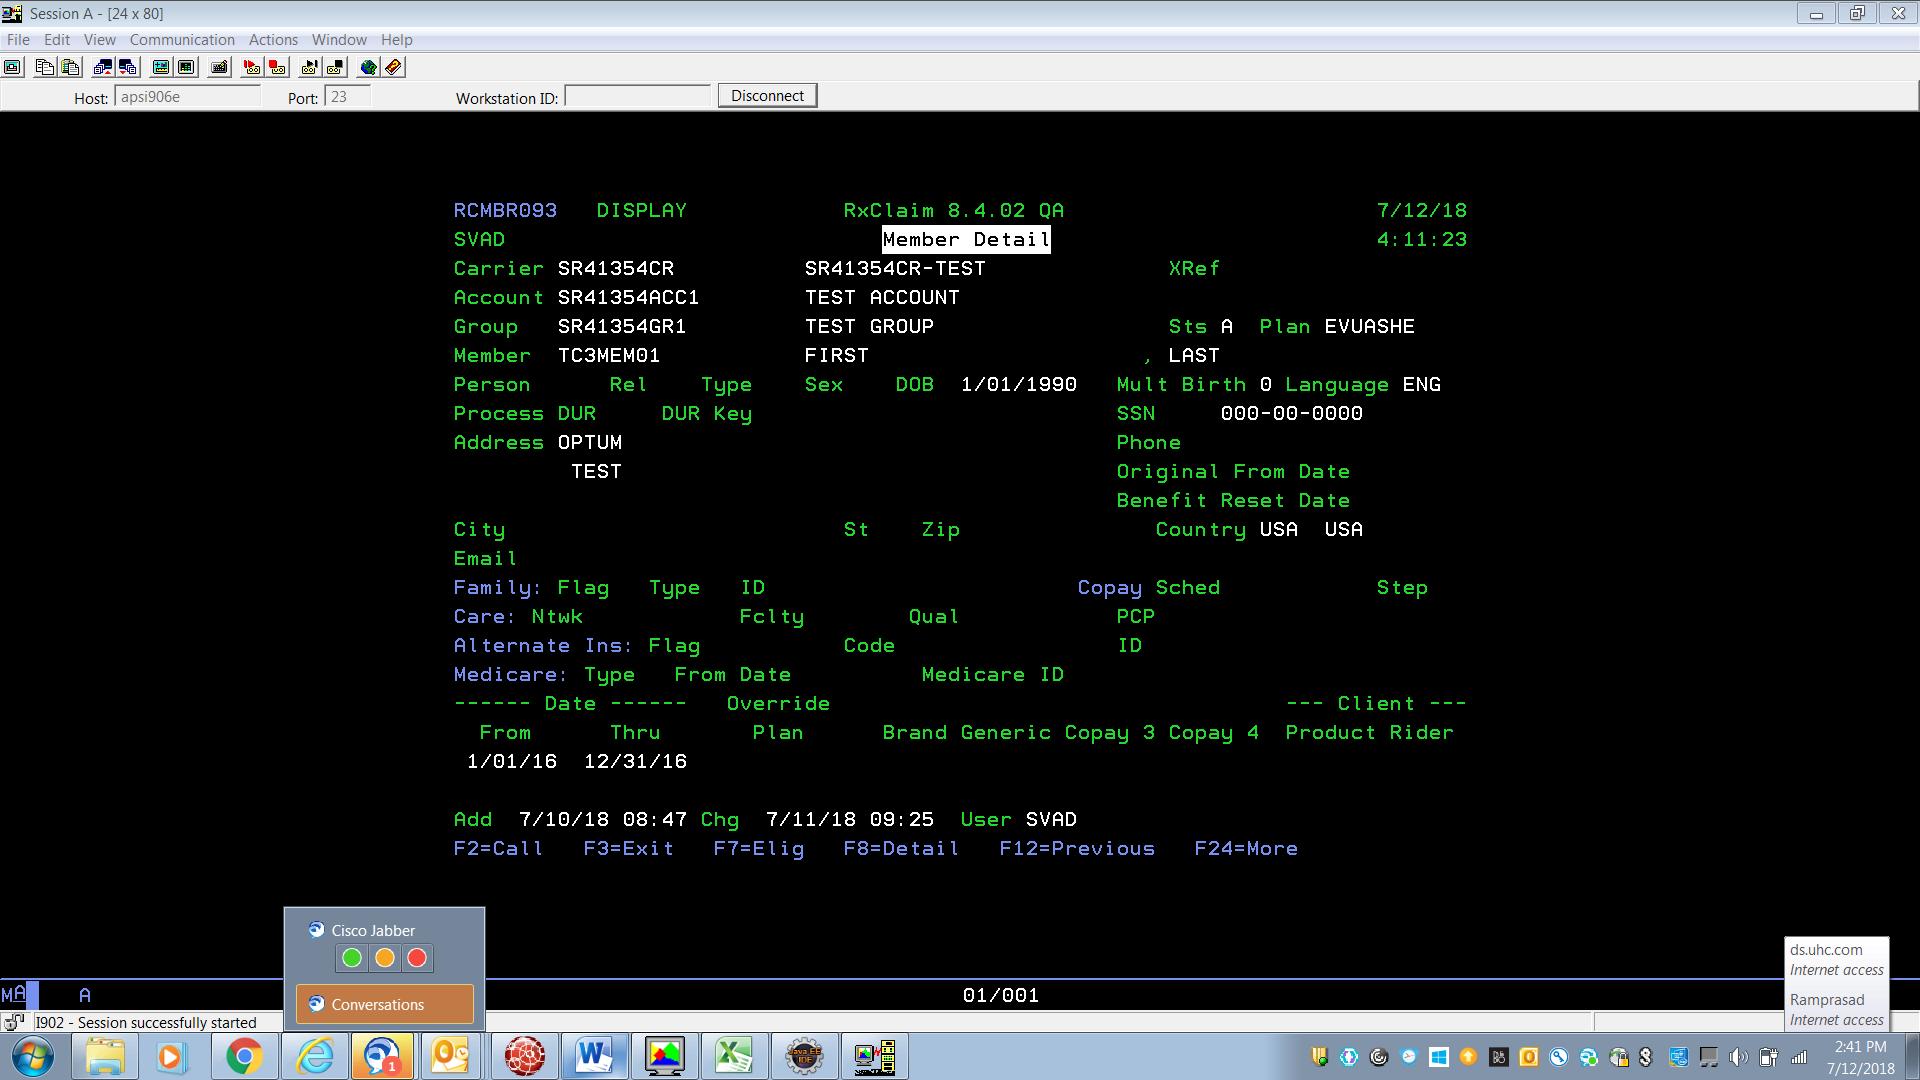 Session A - [24 x 80]
File Edit View Communication Actions Window Help
Host: apsi906e Port: 23 Workstation ID: Disconnect
RCMBR093 DISPLAY RxClaim 8.4.02 QA 7/12/18
SVAD Member Detail 4:11:23
Carrier SR41354CR SR41354CR-TEST XRef
Account SR41354ACC1 TEST ACCOUNT
Group SR41354GR1 TEST GROUP Sts A Plan EVUASHE
Member TC3MEM01 FIRST , LAST
Person Rel Type Sex DOB 1/01/1990 Mult Birth 0 Language ENG
Process DUR DUR Key SSN 000-00-0000
Address OPTUM Phone
TEST Original From Date
Benefit Reset Date
City St Zip Country USA USA
Email
Family: Flag Type ID Copay Sched Step
Care: Ntwk Fclty Qual PCP
Alternate Ins: Flag Code ID
Medicare: Type From Date Medicare ID
------ Date ------ Override --- Client ---
From Thru Plan Brand Generic Copay 3 Copay 4 Product Rider
1/01/16 12/31/16
Add 7/10/18 08:47 Chg 7/11/18 09:25 User SVAD
F2=Call F3=Exit F7=Elig F8=Detail F12=Previous F24=More
Cisco Jabber
Conversations
ds.uhc.com
Internet access
Ramprasad
Internet access
MA A 01/001
I902 - Session successfully started
1
Java EE
IDE
2:41 PM
7/12/2018